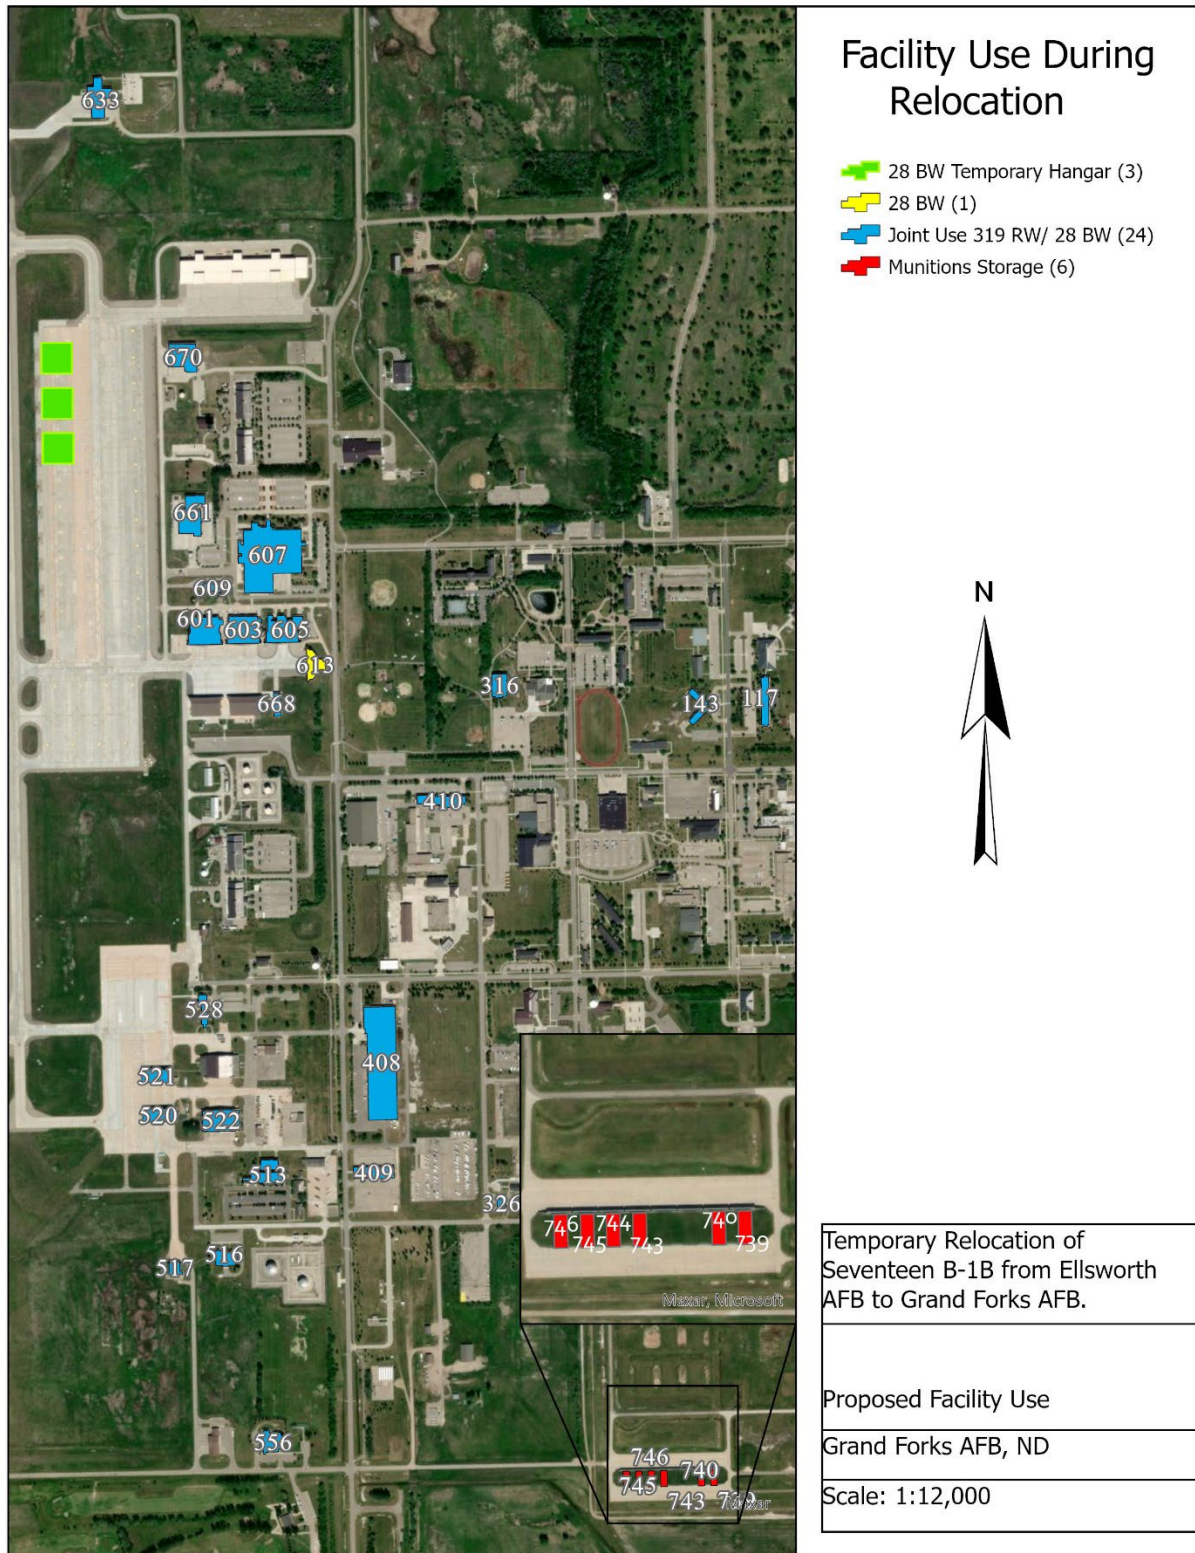 Facility Use During
Relocation
28 BW Temporary Hangar (3)
28 BW (1)
Joint Use 319 RW/ 28 BW (24)
Munitions Storage (6)
633
670
661
607
609
601
603
605
613
668
316
143
117
410
528
408
521
520
522
513
409
326
517
516
556
746
745
744
743
740
739
Maxar, Microsoft
746
745
740
743
Maxar
N
Temporary Relocation of
Seventeen B-1B from Ellsworth
AFB to Grand Forks AFB.
Proposed Facility Use
Grand Forks AFB, ND
Scale: 1:12,000